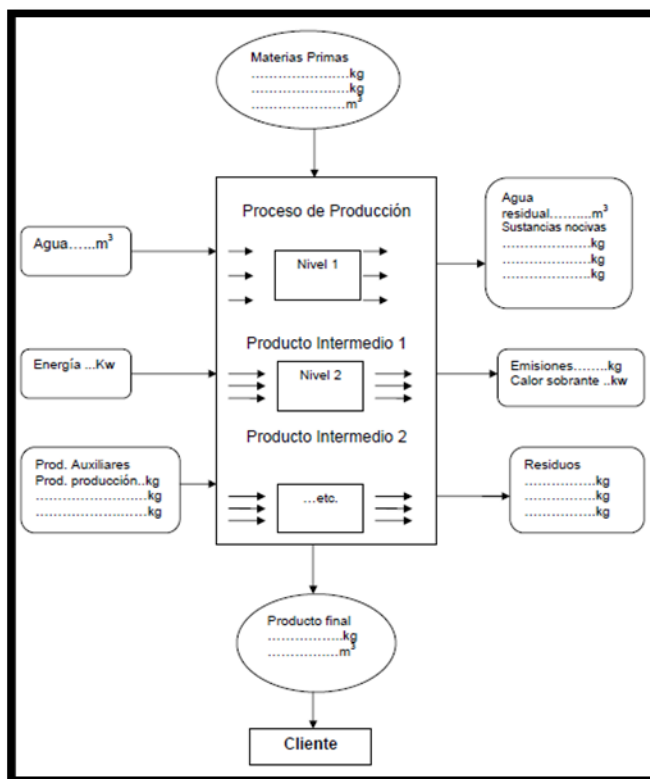 Materias Primas
.......................kg
.......................kg
.....................m³
Proceso de Producción
Agua…...m³
Nivel 1
Agua
residual……...m³
Sustancias nocivas
....................kg
....................kg
....................kg
Producto Intermedio 1
Energía ...Kw
Nivel 2
Emisiones……..kg
Calor sobrante ..kw
Producto Intermedio 2
Prod. Auxiliares
Prod. producción..kg
.........................kg
.........................kg
...etc.
Residuos
................kg
................kg
................kg
Producto final
.................kg
................m³
Cliente